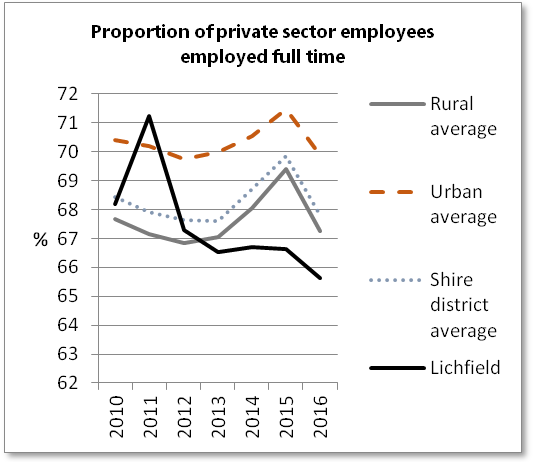 Proportion of private sector employees
employed full time
72
71
70
69
68
67
66
65
64
63
62
%
2010
2011
2012
2013
2014
2015
2016
Rural
average
Urban
average
Shire
district
average
Lichfield